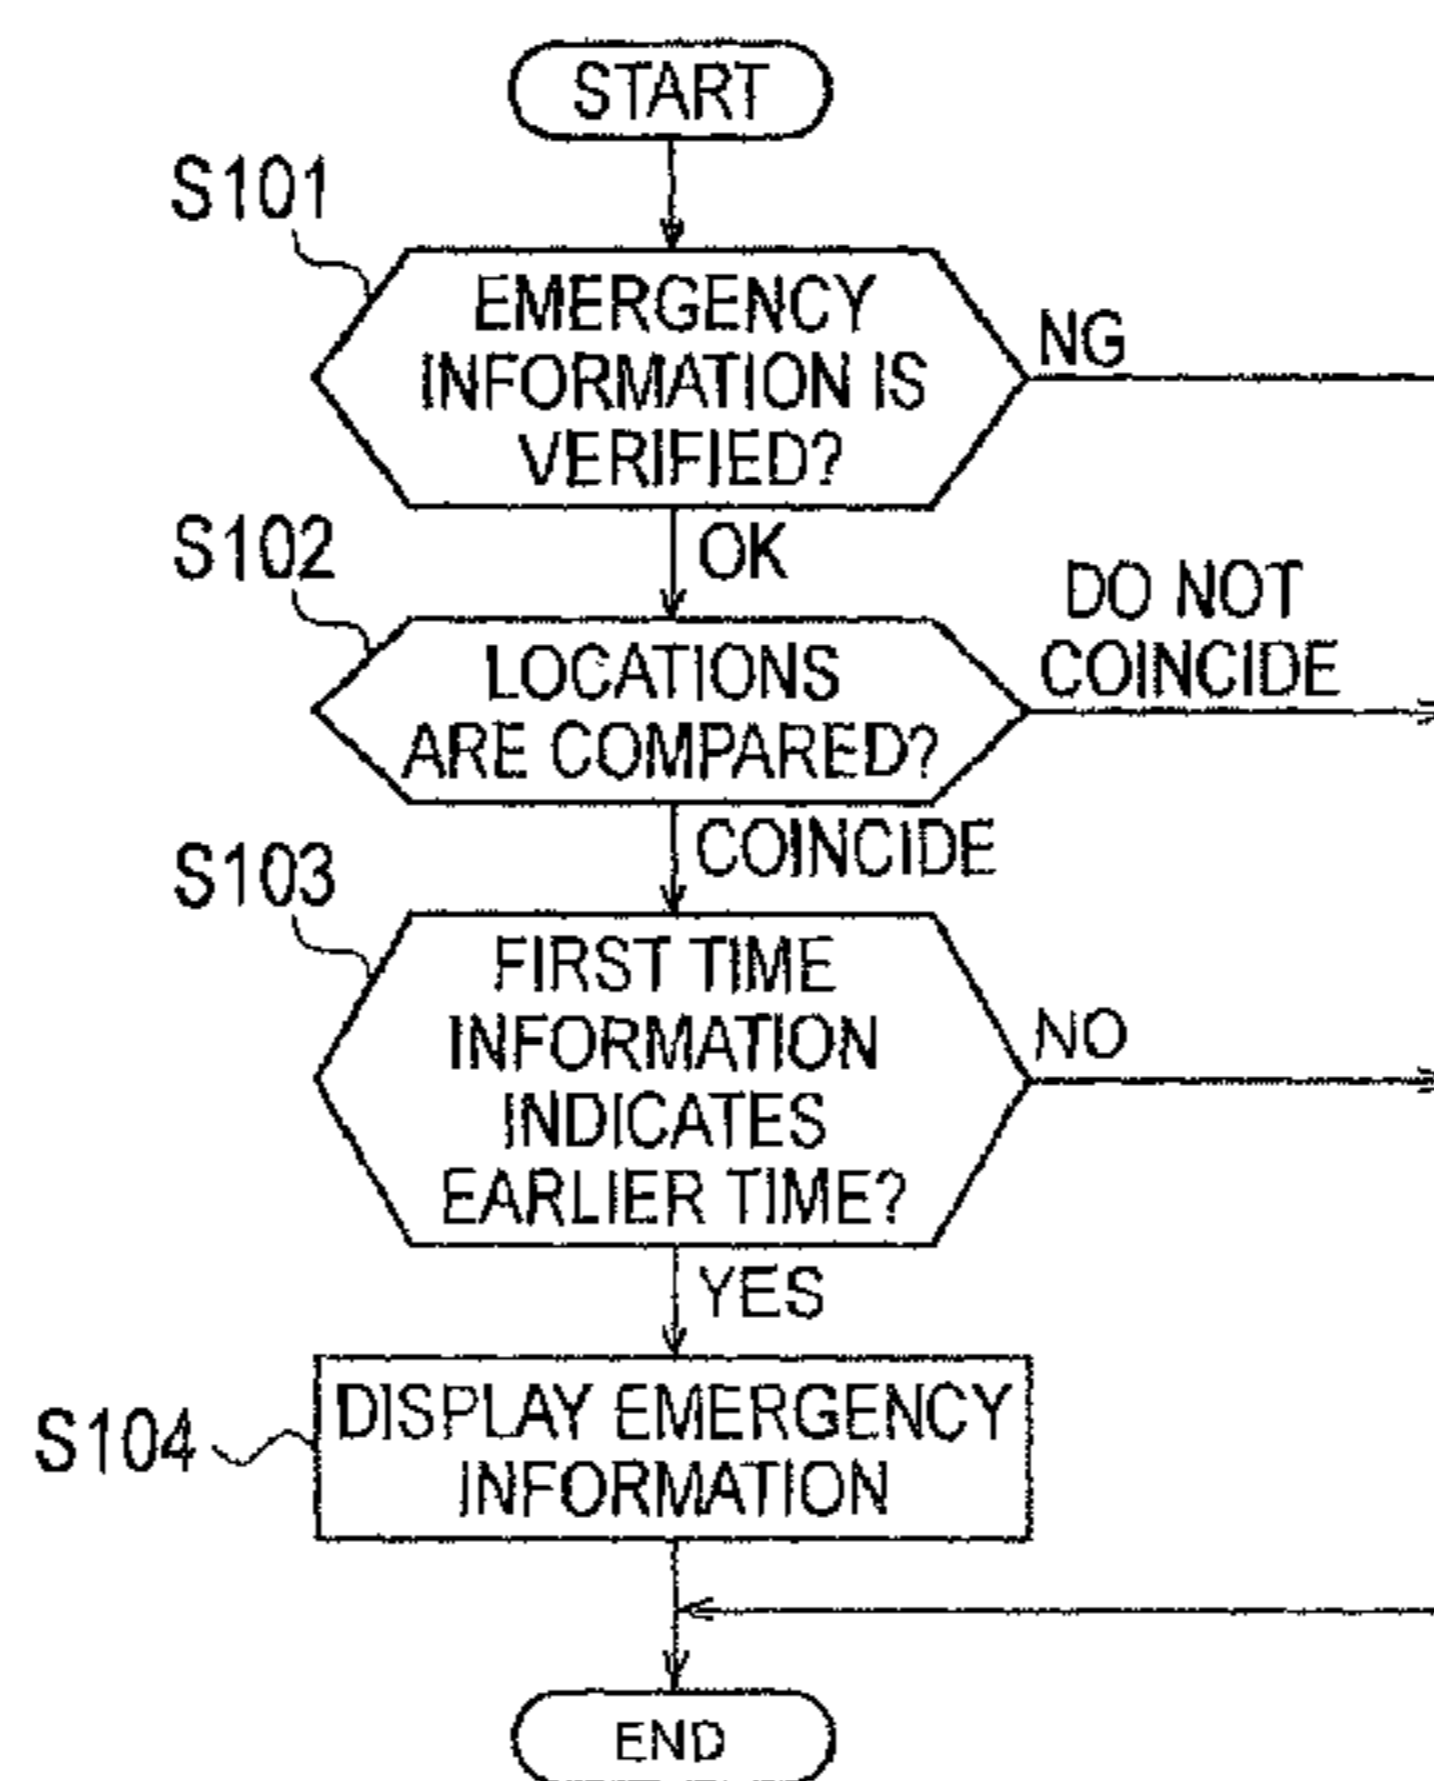 START
S101
EMERGENCY
INFORMATION IS
VERIFIED?
NG
OK
S102
LOCATIONS
ARE COMPARED?
DO NOT
COINCIDE
COINCIDE
S103
FIRST TIME
INFORMATION
INDICATES
EARLIER TIME?
NO
YES
S104
DISPLAY EMERGENCY
INFORMATION
END